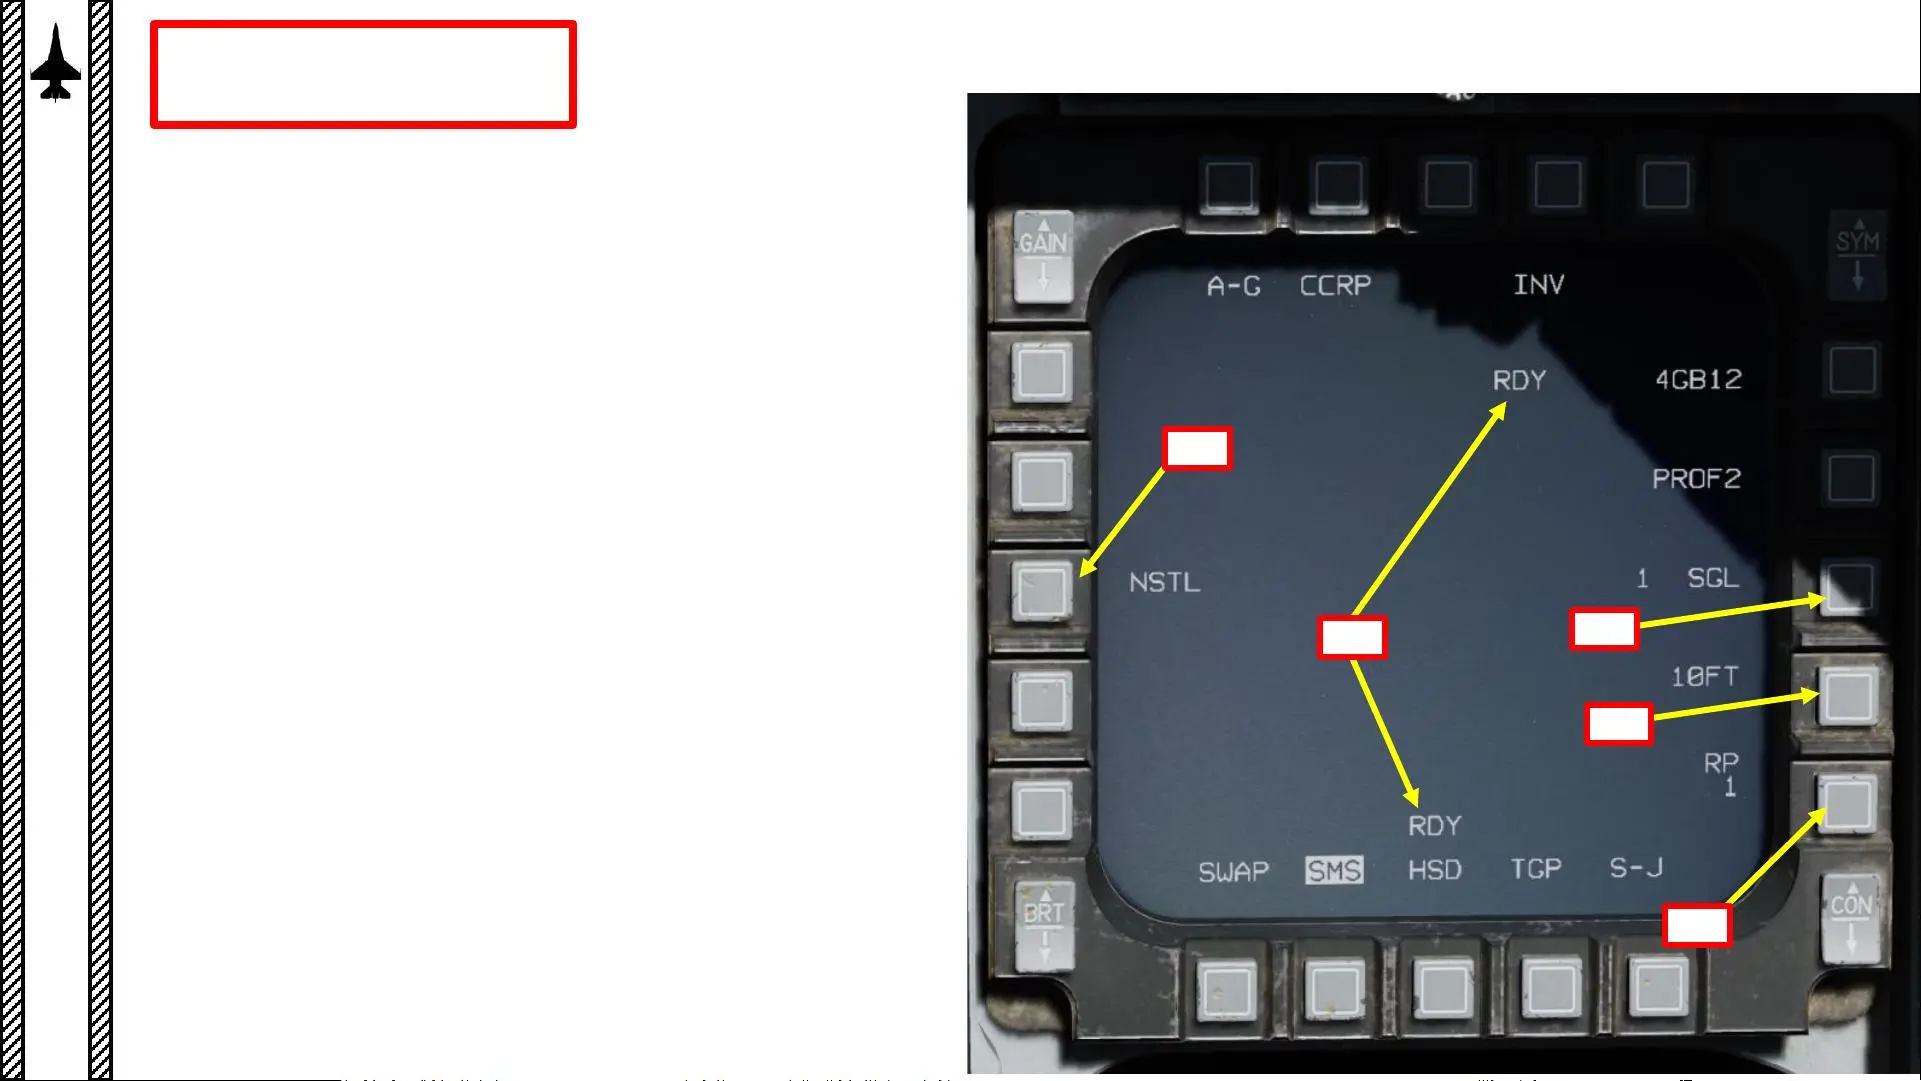 GAIN
SYM
A-G CCRP INV
RDY 4GB12
PROF2
NSTL 1 SGL
10FT
RP
1
RDY
SWAP SMS HSD TGP S-J
BRT
CON